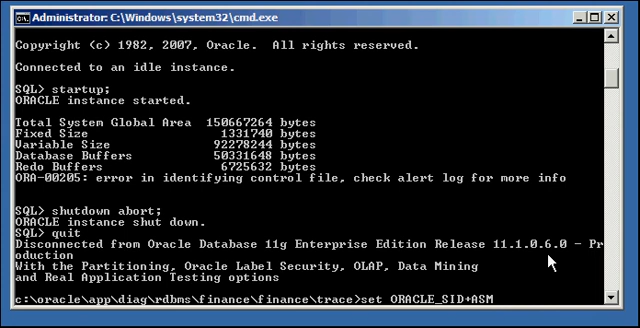 Administrator: C:\Windows\system32\cmd.exe
Copyright (c) 1982, 2007, Oracle.  All rights reserved.
Connected to an idle instance.
SQL> startup;
ORACLE instance started.
Total System Global Area  150667264 bytes
Fixed Size                  1331740 bytes
Variable Size              92278244 bytes
Database Buffers           50331648 bytes
Redo Buffers                6725632 bytes
ORA-00205: error in identifying control file, check alert log for more info
SQL> shutdown abort;
ORACLE instance shut down.
SQL> quit
Disconnected from Oracle Database 11g Enterprise Edition Release 11.1.0.6.0 - Pr
oduction
With the Partitioning, Oracle Label Security, OLAP, Data Mining
and Real Application Testing options
c:\oracle\app\diag\rdbms\finance\finance\trace>set ORACLE_SID+ASM